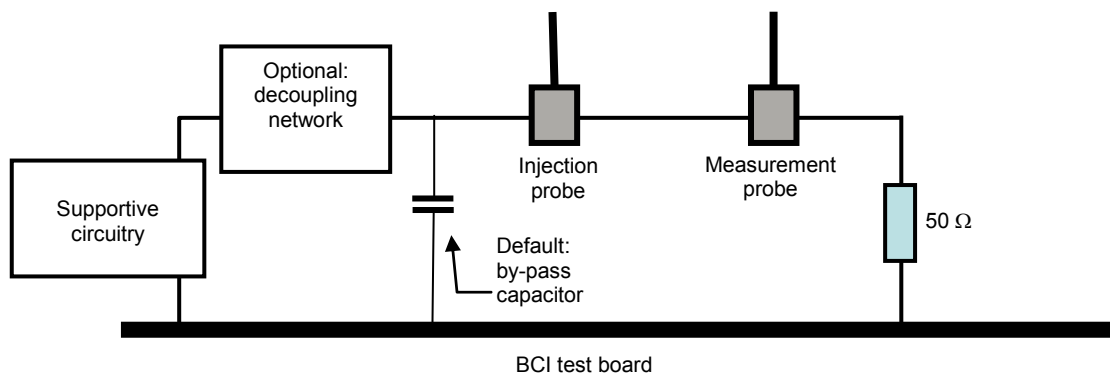 Optional:
decoupling
network
Supportive
circuitry
Injection
probe
Measurement
probe
50 Ω
Default:
by-pass
capacitor
BCI test board